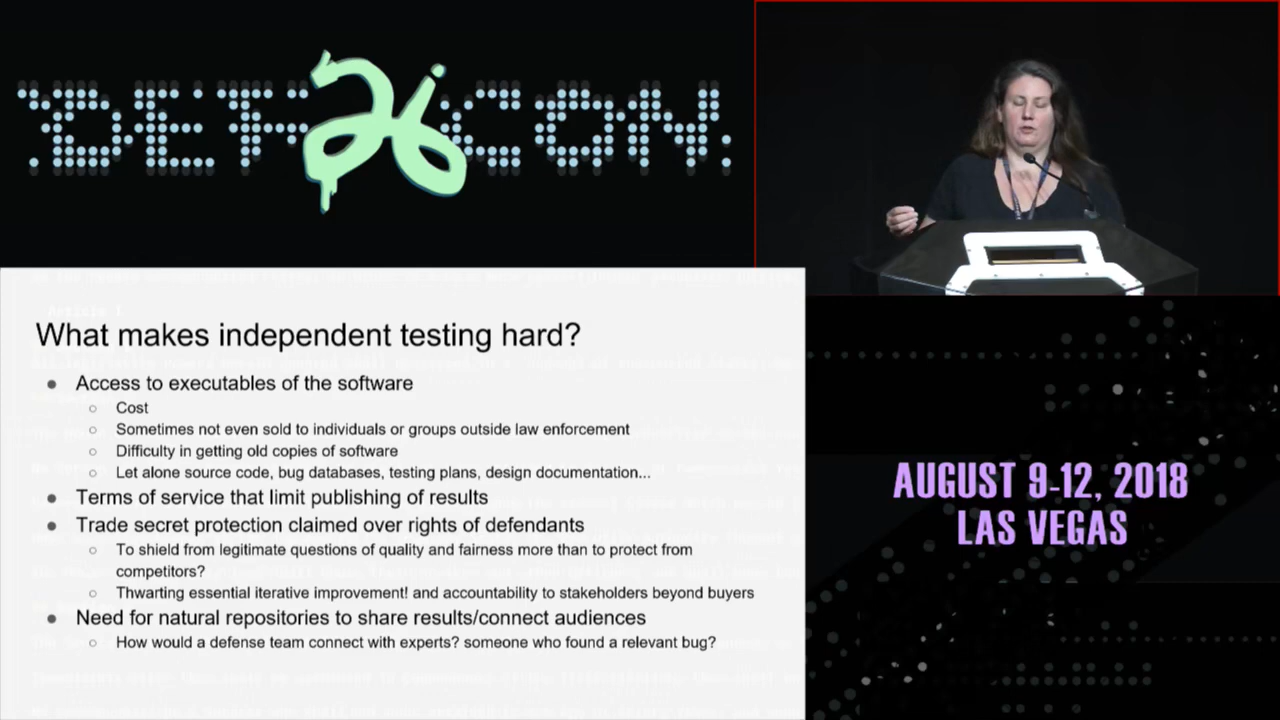 DEF 26 CON
What makes independent testing hard?
● Access to executables of the software
○ Cost
○ Sometimes not even sold to individuals or groups outside law enforcement
○ Difficulty in getting old copies of software
○ Let alone source code, bug databases, testing plans, design documentation...
● Terms of service that limit publishing of results
● Trade secret protection claimed over rights of defendants
○ To shield from legitimate questions of quality and fairness more than to protect from
competitors?
○ Thwarting essential iterative improvement! and accountability to stakeholders beyond buyers
● Need for natural repositories to share results/connect audiences
○ How would a defense team connect with experts? someone who found a relevant bug?
AUGUST 9-12, 2018
LAS VEGAS